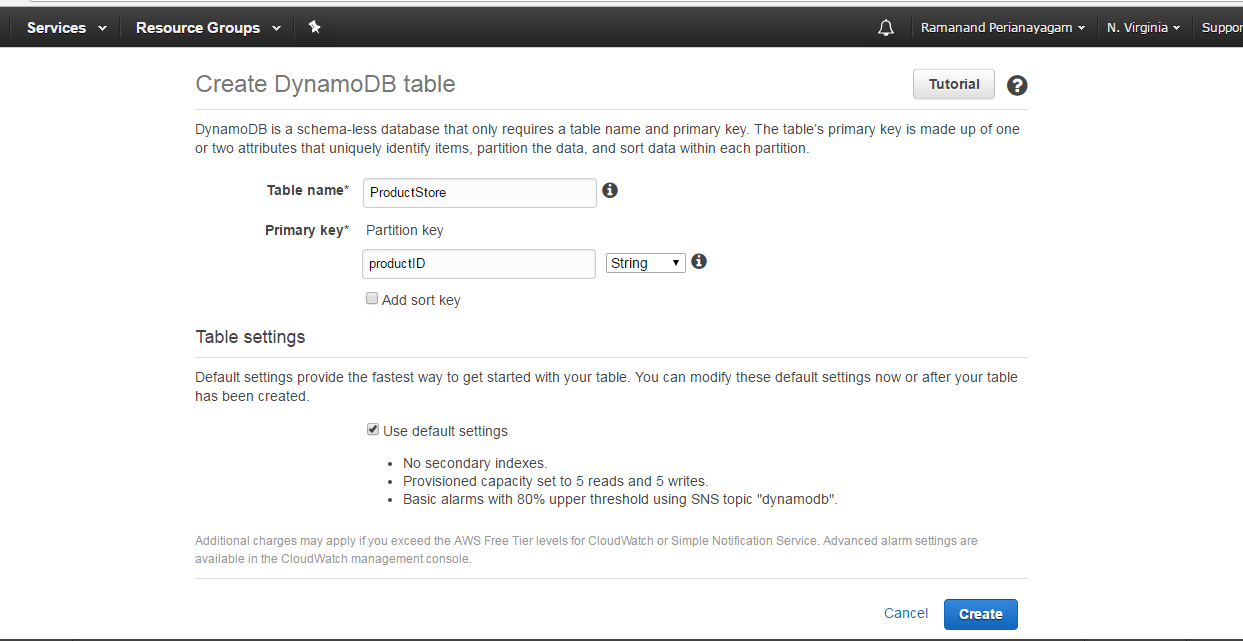 Services Resource Groups Ramanand Perianayagam N. Virginia Suppor
Create DynamoDB table Tutorial ?
DynamoDB is a schema-less database that only requires a table name and primary key. The table's primary key is made up of one
or two attributes that uniquely identify items, partition the data, and sort data within each partition.
Table name* ProductStore i
Primary key* Partition key
productID String i
Add sort key
Table settings
Default settings provide the fastest way to get started with your table. You can modify these default settings now or after your table
has been created.
Use default settings
• No secondary indexes.
• Provisioned capacity set to 5 reads and 5 writes.
• Basic alarms with 80% upper threshold using SNS topic "dynamodb".
Additional charges may apply if you exceed the AWS Free Tier levels for CloudWatch or Simple Notification Service. Advanced alarm settings are
available in the CloudWatch management console.
Cancel Create